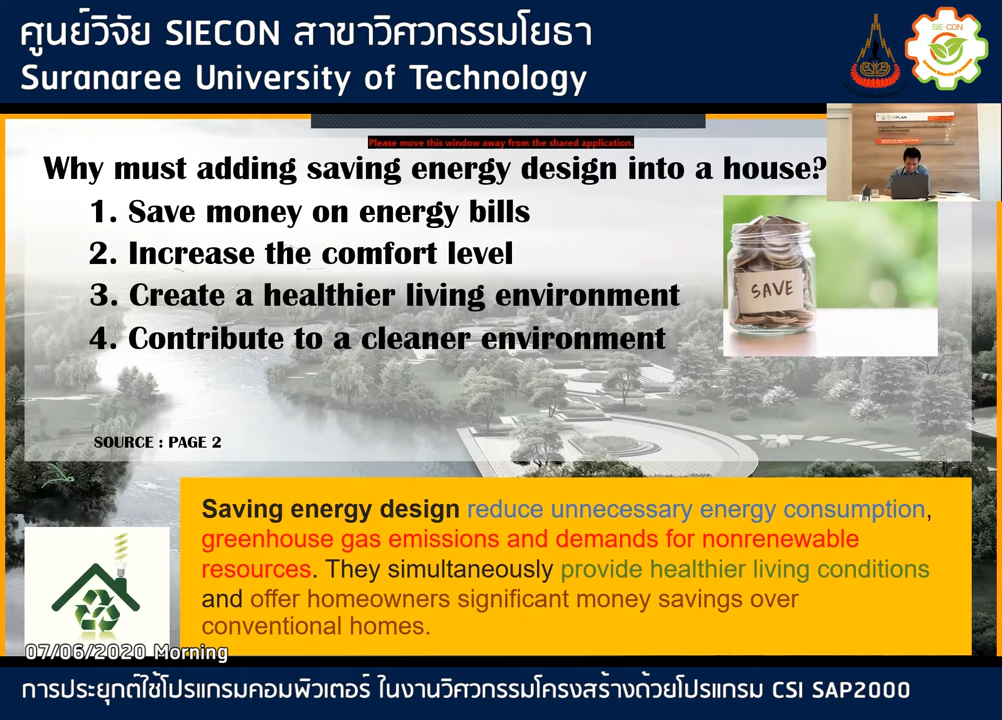 ศูนย์วิจัย SIECON สาขาวิศวกรรมโยธา
Suranaree University of Technology
SIE-CON
Please move this window away from the shared application.
Why must adding saving energy design into a house?
1. Save money on energy bills
2. Increase the comfort level
3. Create a healthier living environment
4. Contribute to a cleaner environment
SAVE
SOURCE : PAGE 2
Saving energy design reduce unnecessary energy consumption,
greenhouse gas emissions and demands for nonrenewable
resources. They simultaneously provide healthier living conditions
and offer homeowners significant money savings over
conventional homes.
07/06/2020 Morning
การประยุกต์ใช้โปรแกรมคอมพิวเตอร์ ในงานวิศวกรรมโครงสร้างด้วยโปรแกรม CSI SAP2000